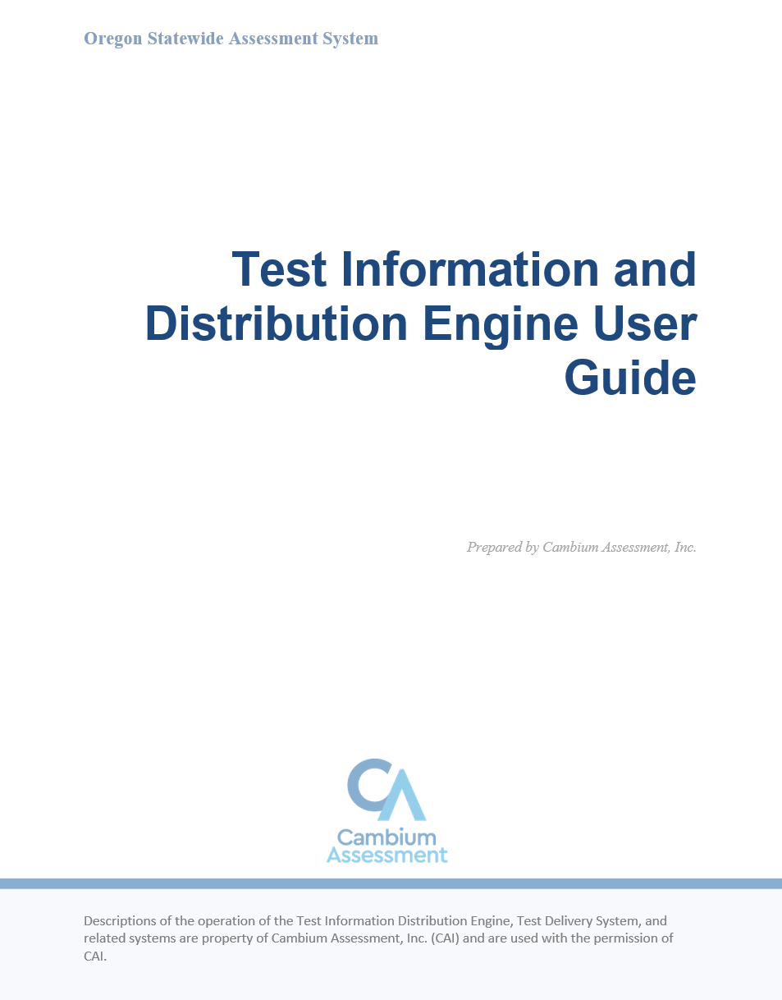 Oregon Statewide Assessment System
Test Information and
Distribution Engine User
Guide
Prepared by Cambium Assessment, Inc.
CA
Cambium
Assessment
Descriptions of the operation of the Test Information Distribution Engine, Test Delivery System, and
related systems are property of Cambium Assessment, Inc. (CAI) and are used with the permission of
CAI.